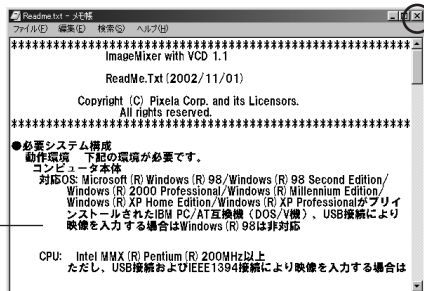 Readme.txt - メモ帳
ファイル(F) 編集(E) 検索(S) ヘルプ(H)
************************************************************
ImageMixer with VCD 1.1
ReadMe.Txt(2002/11/01)
Copyright (C) Pixela Corp. and its Licensors.
All rights reserved.
************************************************************
●必要システム構成
動作環境 下記の環境が必要です。
コンピュータ本体
対応OS: Microsoft(R)Windows(R)98/Windows(R)98 Second Edition/
Windows(R)2000 Professional/Windows(R)Millennium Edition/
Windows(R)XP Home Edition/Windows(R)XP Professionalがプリイ
ンストールされたIBM PC/AT互換機(DOS/V機)、USB接続により
映像を入力する場合はWindows(R)98は非対応
CPU: Intel MMX(R)Pentium(R)200MHz以上
ただし、USB接続およびIEEE1394接続により映像を入力する場合は